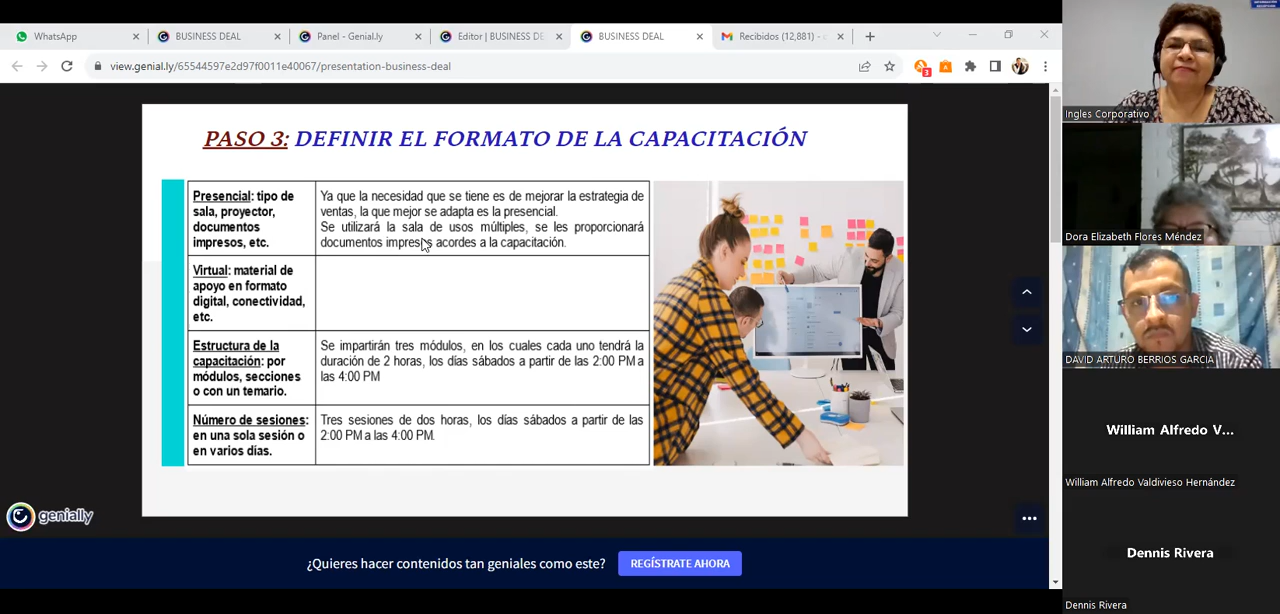 WhatsApp
BUSINESS DEAL
Panel - Genial.ly
Editor | BUSINESS DE
BUSINESS DEAL
Recibidos (12,881) -
view.genial.ly/65544597e2d97f0011e40067/presentation-business-deal
3
PASO 3: DEFINIR EL FORMATO DE LA CAPACITACIÓN
Presencial: tipo de
sala, proyector,
documentos
impresos, etc.
Ya que la necesidad que se tiene es de mejorar la estrategia de
ventas, la que mejor se adapta es la presencial.
Se utilizará la sala de usos múltiples, se les proporcionará
documentos impresos acordes a la capacitación.
Virtual: material de
apoyo en formato
digital, conectividad,
etc.
Estructura de la
capacitación: por
módulos, secciones
o con un temario.
Se impartirán tres módulos, en los cuales cada uno tendrá la
duración de 2 horas, los días sábados a partir de las 2:00 PM a
las 4:00 PM
Número de sesiones:
en una sola sesión o
en varios días.
Tres sesiones de dos horas, los días sábados a partir de las
2:00 PM a las 4:00 PM.
genially
¿Quieres hacer contenidos tan geniales como este?
REGÍSTRATE AHORA
Ingles Corporativo
Dora Elizabeth Flores Méndez
DAVID ARTURO BERRIOS GARCIA
William Alfredo V...
William Alfredo Valdivieso Hernández
Dennis Rivera
Dennis Rivera